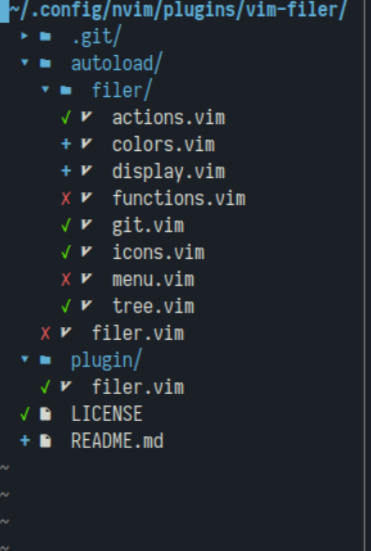 ~/.config/nvim/plugins/vim-filer/
▸ .git/
▾ autoload/
▾ filer/
✓ actions.vim
+ colors.vim
+ display.vim
✗ functions.vim
✓ git.vim
✓ icons.vim
✗ menu.vim
✓ tree.vim
✗ filer.vim
▾ plugin/
✓ filer.vim
✓ LICENSE
+ README.md
~
~
~
~